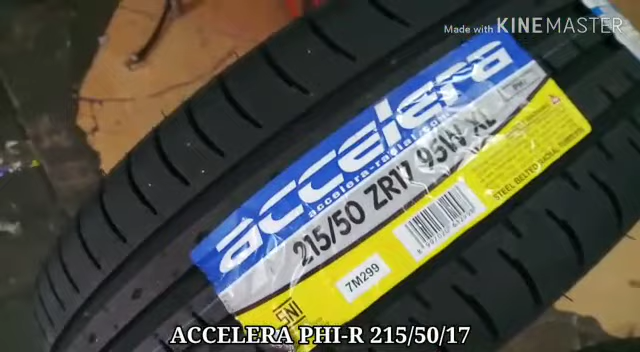 Made with KINEMASTER
accelera
accelera-radial.com
215/50 ZR17 95W XL
STEEL BELTED RADIAL TUBELESS
7M299
SNI
ACCELERA PHI-R 215/50/17